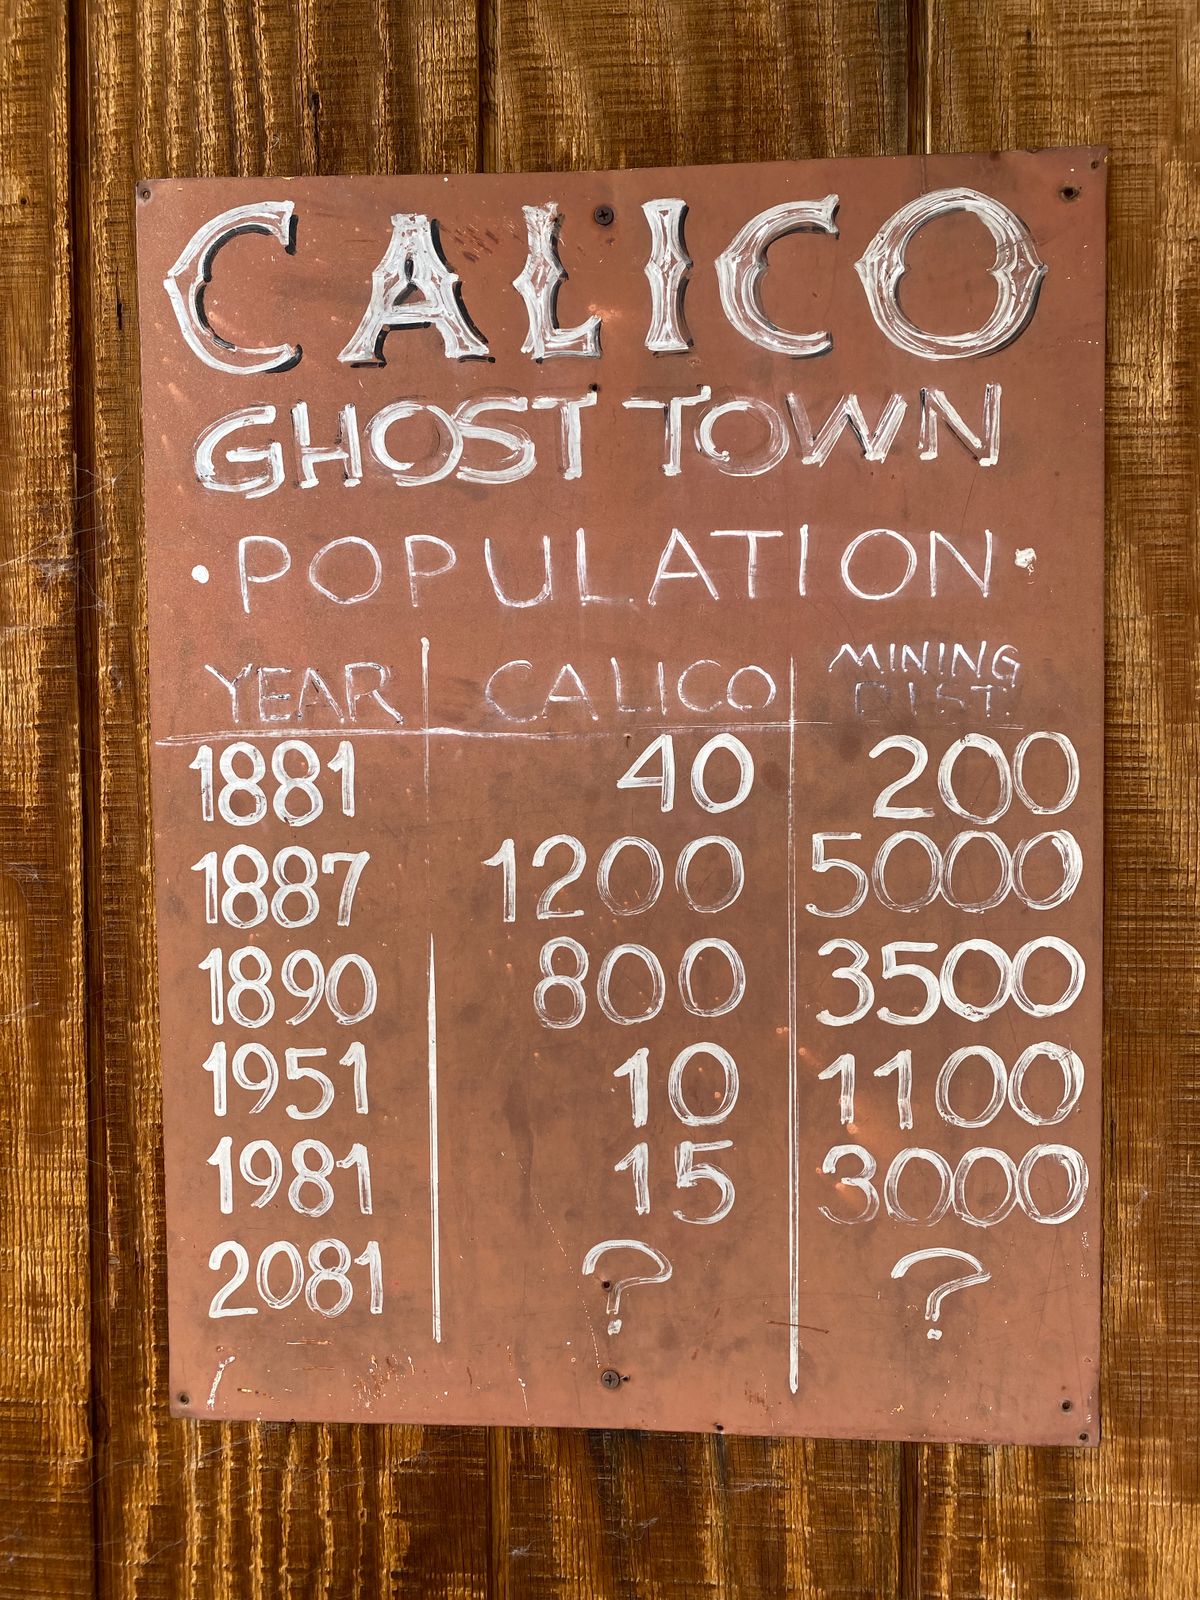 CALICO
GHOST TOWN
• POPULATION •
YEAR CALICO MINING DIST.
1881 40 200
1887 1200 5000
1890 800 3500
1951 10 1100
1981 15 3000
2081 ? ?